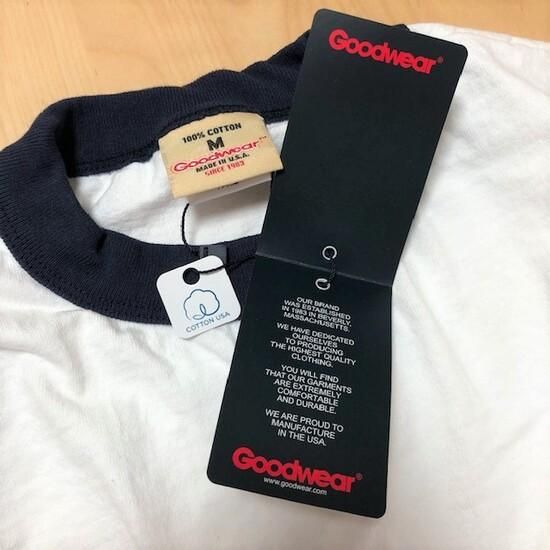 Goodwear®
100% COTTON
M
Goodwear
MADE IN U.S.A.
SINCE 1983
COTTON USA
OUR BRAND
WAS ESTABLISHED
IN 1983 IN BEVERLY,
MASSACHUSETTS.
WE HAVE DEDICATED
OURSELVES
TO PRODUCING
THE HIGHEST QUALITY
CLOTHING.
YOU WILL FIND
THAT OUR GARMENTS
ARE EXTREMELY
COMFORTABLE
AND DURABLE.
WE ARE PROUD TO
MANUFACTURE
IN THE USA.
Goodwear®
www.goodwear.com